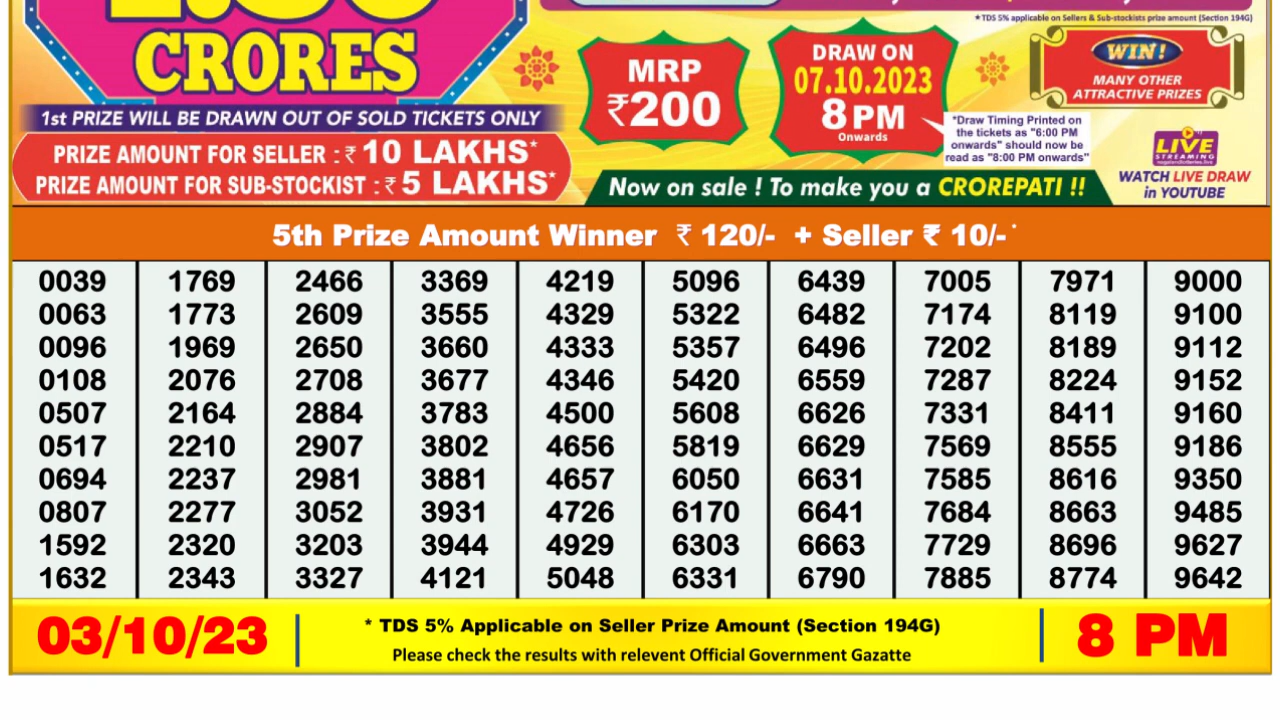 * TDS 5% applicable on Sellers & Sub-stockists prize amount (Section 194G)
CRORES
1st PRIZE WILL BE DRAWN OUT OF SOLD TICKETS ONLY
PRIZE AMOUNT FOR SELLER : ₹ 10 LAKHS*
PRIZE AMOUNT FOR SUB-STOCKIST : ₹ 5 LAKHS*
MRP
₹200
DRAW ON
07.10.2023
8 PM
Onwards
"Draw Timing Printed on
the tickets as "6:00 PM
onwards" should now be
read as "8:00 PM onwards"
WIN!
MANY OTHER
ATTRACTIVE PRIZES
LIVE
STREAMING
WATCH LIVE DRAW
in YOUTUBE
Now on sale ! To make you a CROREPATI !!
5th Prize Amount Winner ₹ 120/- + Seller ₹ 10/-*
0039 1769 2466 3369 4219 5096 6439 7005 7971 9000
0063 1773 2609 3555 4329 5322 6482 7174 8119 9100
0096 1969 2650 3660 4333 5357 6496 7202 8189 9112
0108 2076 2708 3677 4346 5420 6559 7287 8224 9152
0507 2164 2884 3783 4500 5608 6626 7331 8411 9160
0517 2210 2907 3802 4656 5819 6629 7569 8555 9186
0694 2237 2981 3881 4657 6050 6631 7585 8616 9350
0807 2277 3052 3931 4726 6170 6641 7684 8663 9485
1592 2320 3203 3944 4929 6303 6663 7729 8696 9627
1632 2343 3327 4121 5048 6331 6790 7885 8774 9642
03/10/23
* TDS 5% Applicable on Seller Prize Amount (Section 194G)
Please check the results with relevent Official Government Gazatte
8 PM